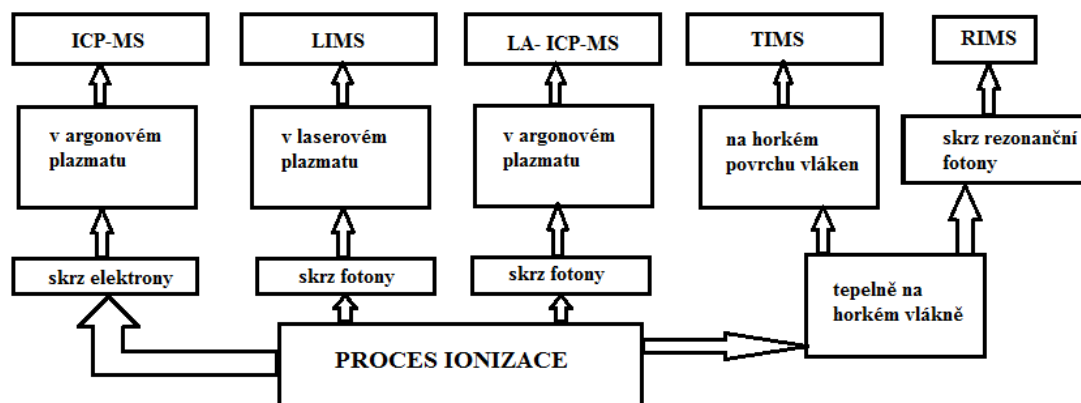 ICP-MS
LIMS
LA- ICP-MS
TIMS
RIMS
v argonovém
plazmatu
v laserovém
plazmatu
v argonovém
plazmatu
na horkém
povrchu vláken
skrz rezonanční
fotony
skrz elektrony
skrz fotony
skrz fotony
tepelně na
horkém vlákně
PROCES IONIZACE